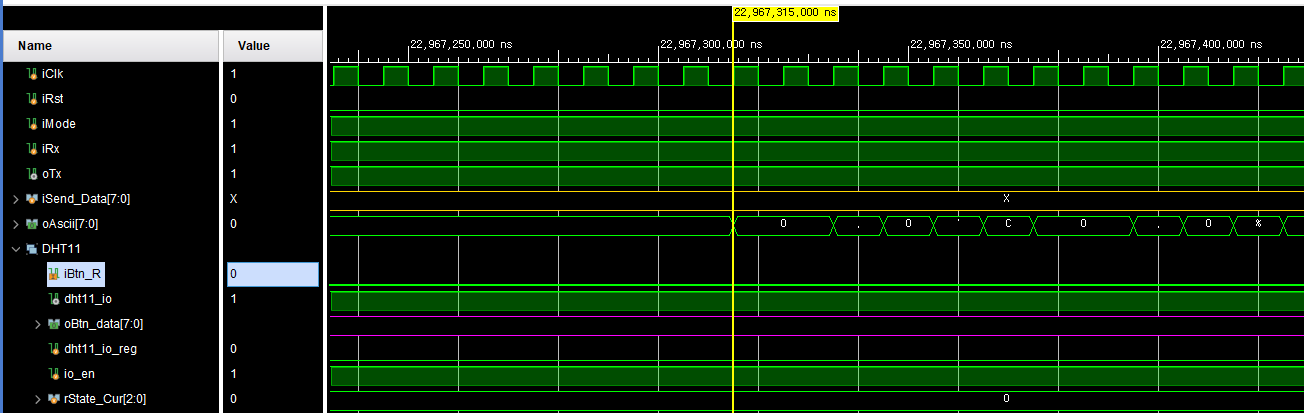 22,967,315,000 ns
Name Value
22,967,250,000 ns 22,967,300,000 ns 22,967,350,000 ns 22,967,400,000 ns
iClk 1
iRst 0
iMode 1
iRx 1
oTx 1
iSend_Data[7:0] X X
oAscii[7:0] 0 0 . 0 ' C 0 . 0 %
DHT11
iBtn_R 0
dht11_io 1
oBtn_data[7:0]
dht11_io_reg 0
io_en 1
rState_Cur[2:0] 0 0